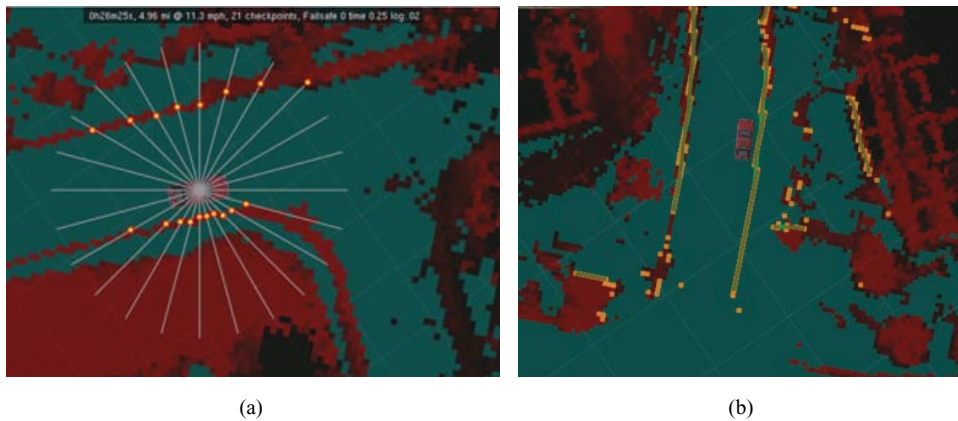 0h26m25s, 4.96 mi @ 11.3 mph, 21 checkpoints, Failsafe 0 time 0.25 log: 02
(a)
(b)